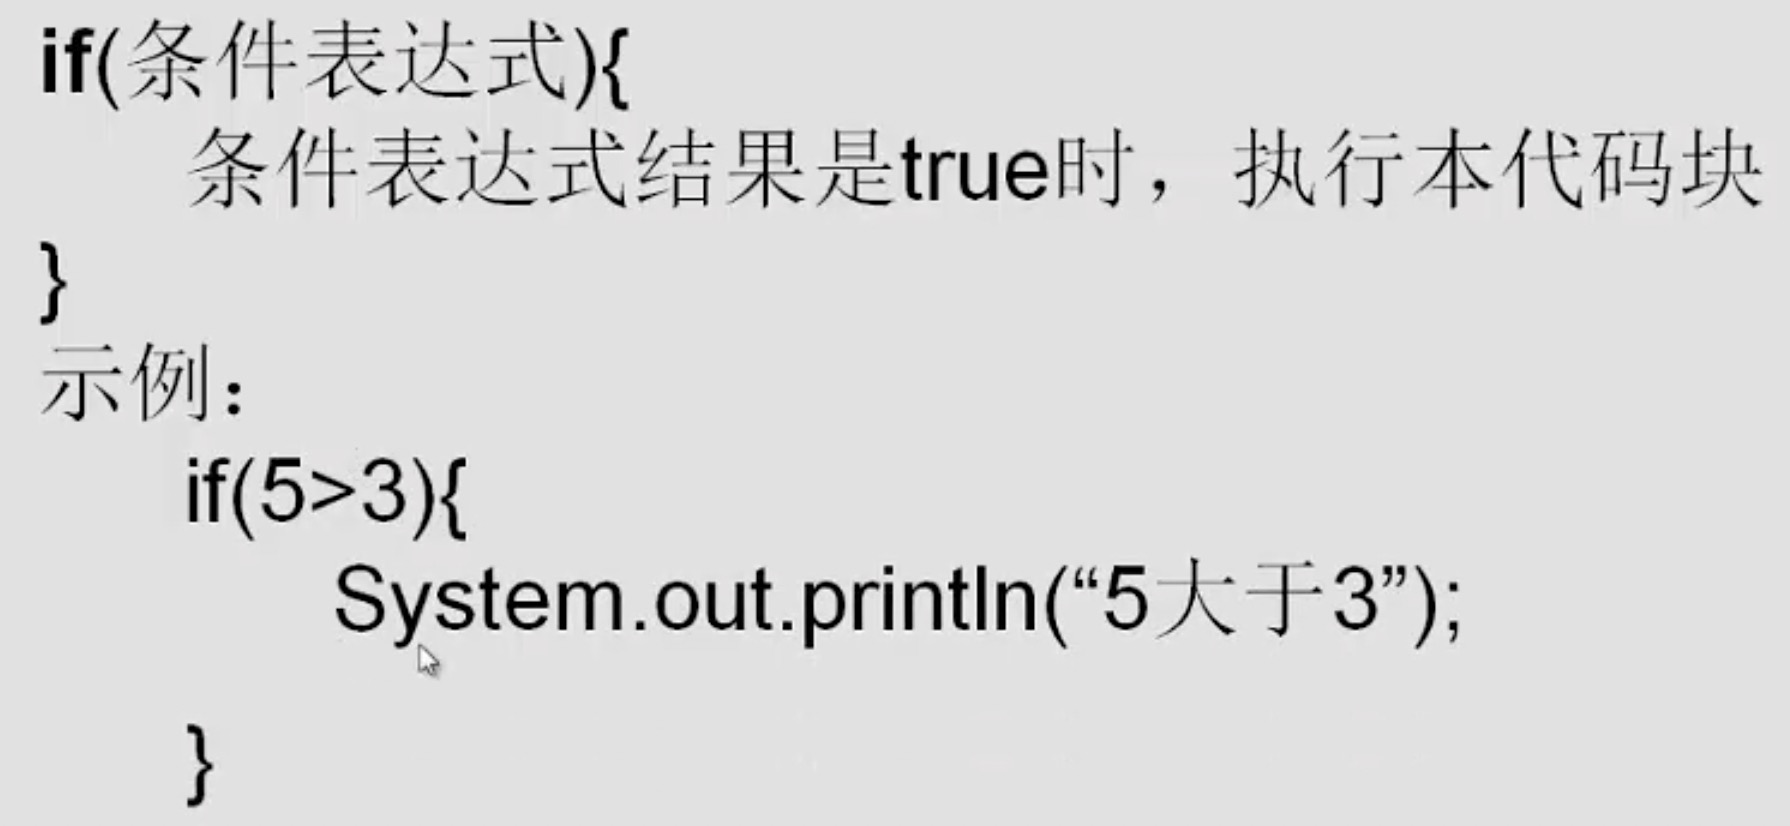 if(条件表达式){
条件表达式结果是true时，执行本代码块
}
示例：
if(5>3){
System.out.println(“5大于3”);
}